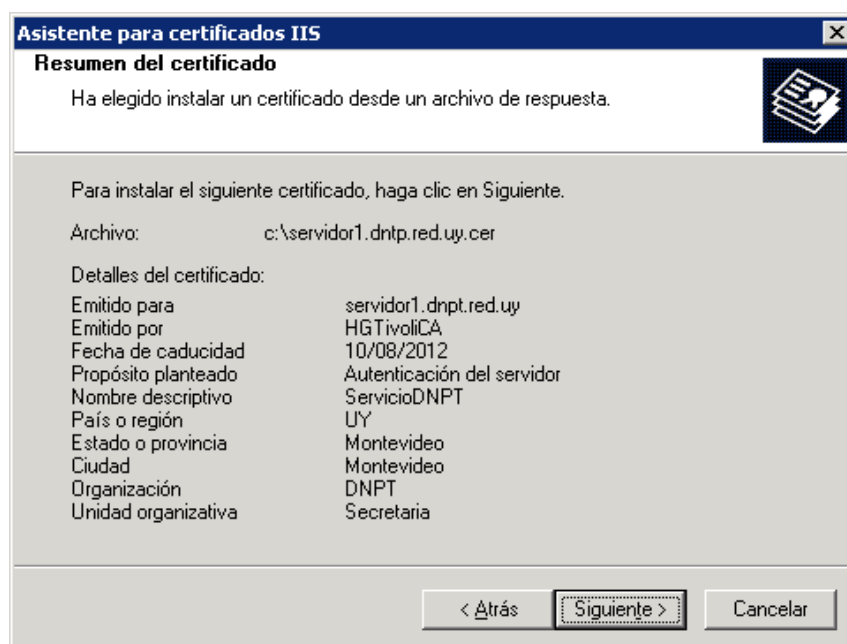 Asistente para certificados IIS
Resumen del certificado
Ha elegido instalar un certificado desde un archivo de respuesta.
Para instalar el siguiente certificado, haga clic en Siguiente.
Archivo: c:\servidor1.dntp.red.uy.cer
Detalles del certificado:
Emitido para servidor1.dnpt.red.uy
Emitido por HGTivoliCA
Fecha de caducidad 10/08/2012
Propósito planteado Autenticación del servidor
Nombre descriptivo ServicioDNPT
País o región UY
Estado o provincia Montevideo
Ciudad Montevideo
Organización DNPT
Unidad organizativa Secretaria
< Atrás Siguiente > Cancelar